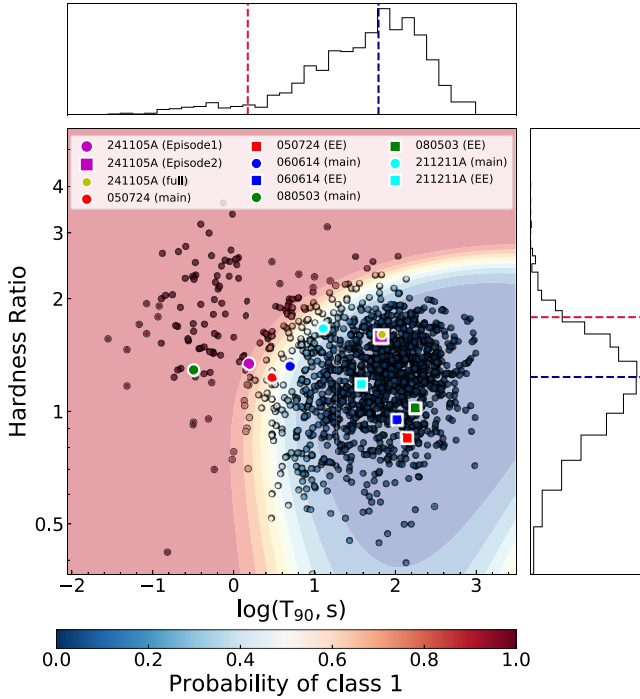 241105A (Episode1)
241105A (Episode2)
241105A (full)
050724 (main)
050724 (EE)
060614 (main)
060614 (EE)
080503 (main)
080503 (EE)
211211A (main)
211211A (EE)
4
3
2
1
0.5
Hardness Ratio
−2 −1 0 1 2 3
log(T90, s)
0.0 0.2 0.4 0.6 0.8 1.0
Probability of class 1